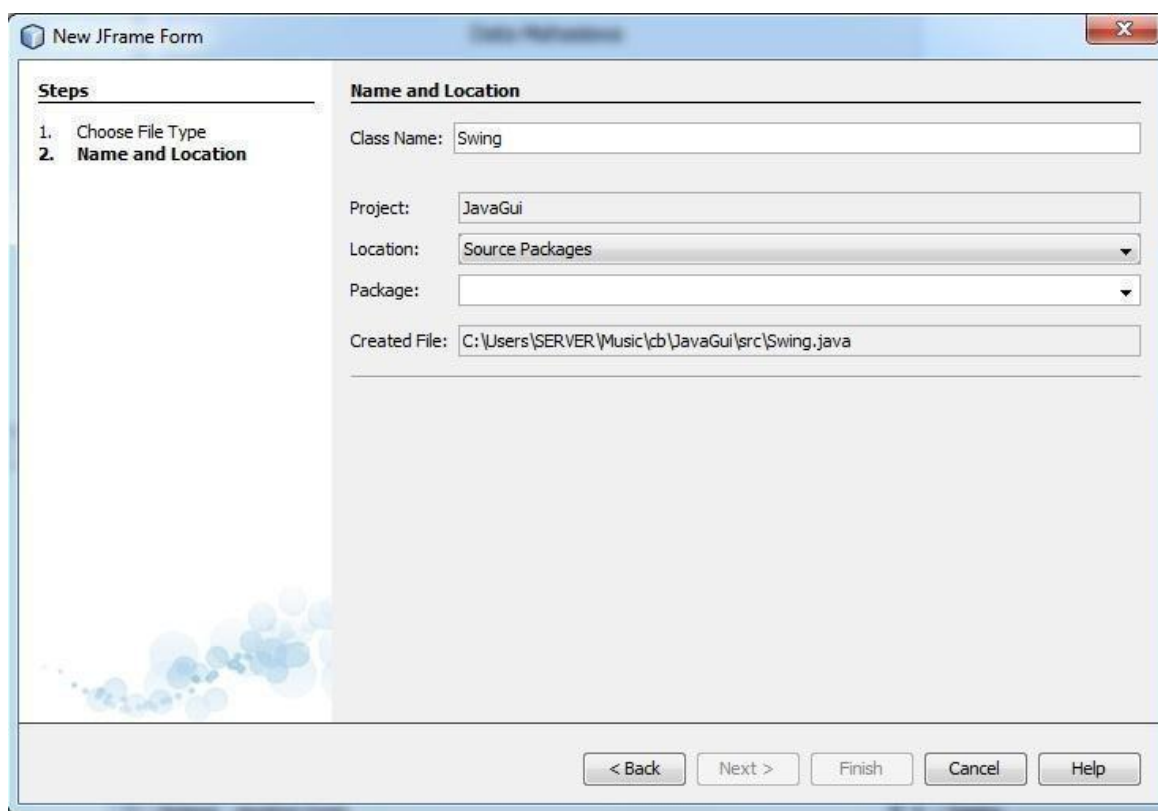 New JFrame Form
Steps
1. Choose File Type
2. Name and Location
Name and Location
Class Name: Swing
Project: JavaGui
Location: Source Packages
Package:
Created File: C:\Users\SERVER\Music\cb\JavaGui\src\Swing.java
< Back Next > Finish Cancel Help